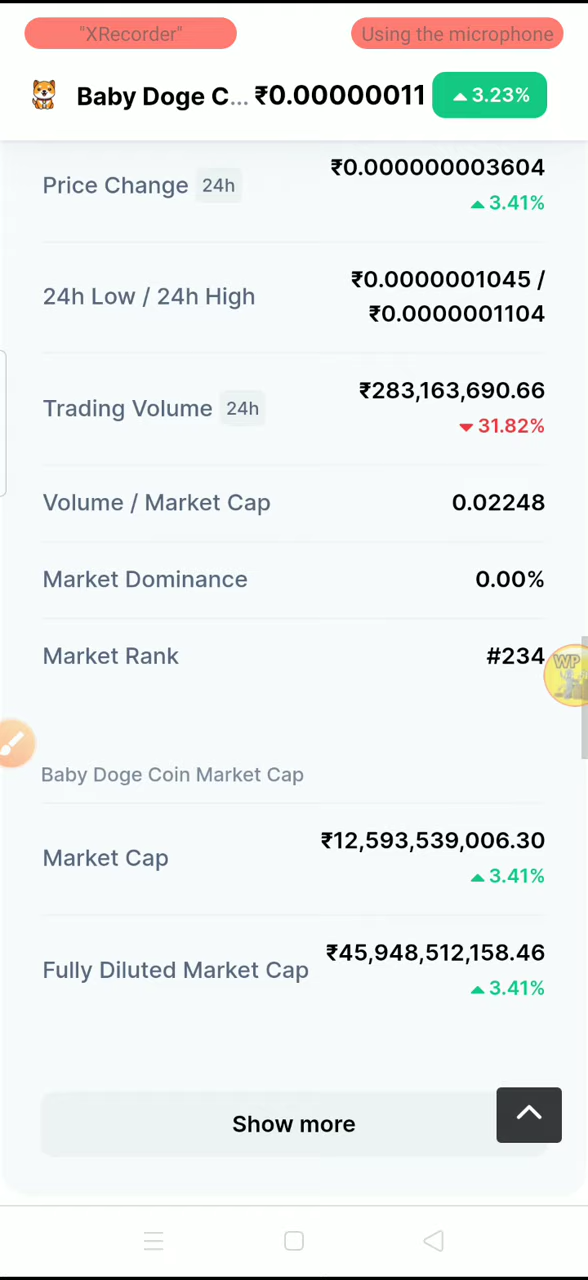 "XRecorder"
Using the microphone
Baby Doge C... ₹0.00000011 3.23%
₹0.000000003604
Price Change 24h
3.41%
₹0.0000001045 /
24h Low / 24h High
₹0.0000001104
₹283,163,690.66
Trading Volume 24h
31.82%
Volume / Market Cap 0.02248
Market Dominance 0.00%
Market Rank #234
WP
Baby Doge Coin Market Cap
₹12,593,539,006.30
Market Cap
3.41%
₹45,948,512,158.46
Fully Diluted Market Cap
3.41%
Show more